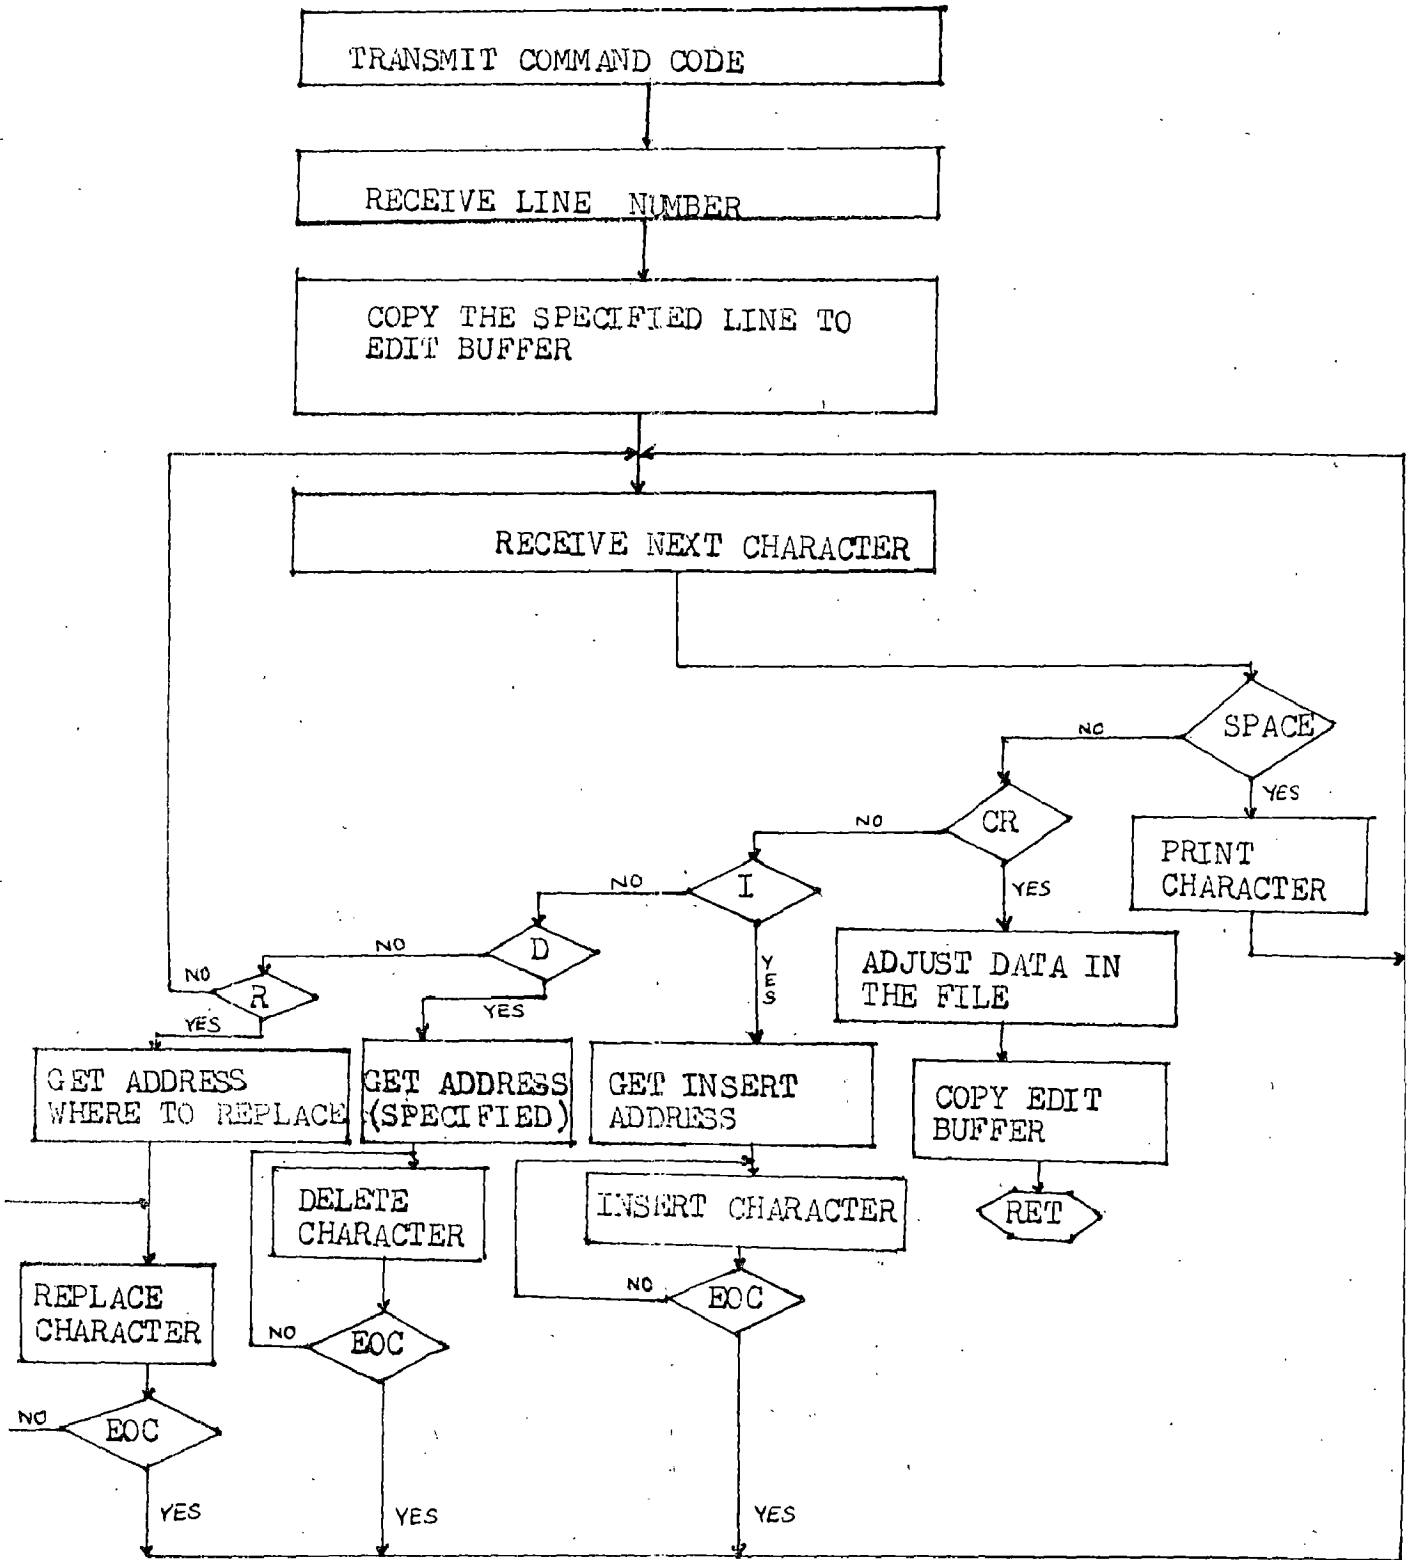 TRANSMIT COMMAND CODE
RECEIVE LINE NUMBER
COPY THE SPECIFIED LINE TO
EDIT BUFFER
RECEIVE NEXT CHARACTER
SPACE
NO
YES
CR
NO
YES
PRINT
CHARACTER
I
NO
YES
D
NO
YES
R
NO
YES
ADJUST DATA IN
THE FILE
GET ADDRESS
WHERE TO REPLACE
GET ADDRESS
(SPECIFIED)
GET INSERT
ADDRESS
COPY EDIT
BUFFER
DELETE
CHARACTER
INSERT CHARACTER
RET
REPLACE
CHARACTER
NO
EOC
NO
EOC
NO
EOC
YES
YES
YES